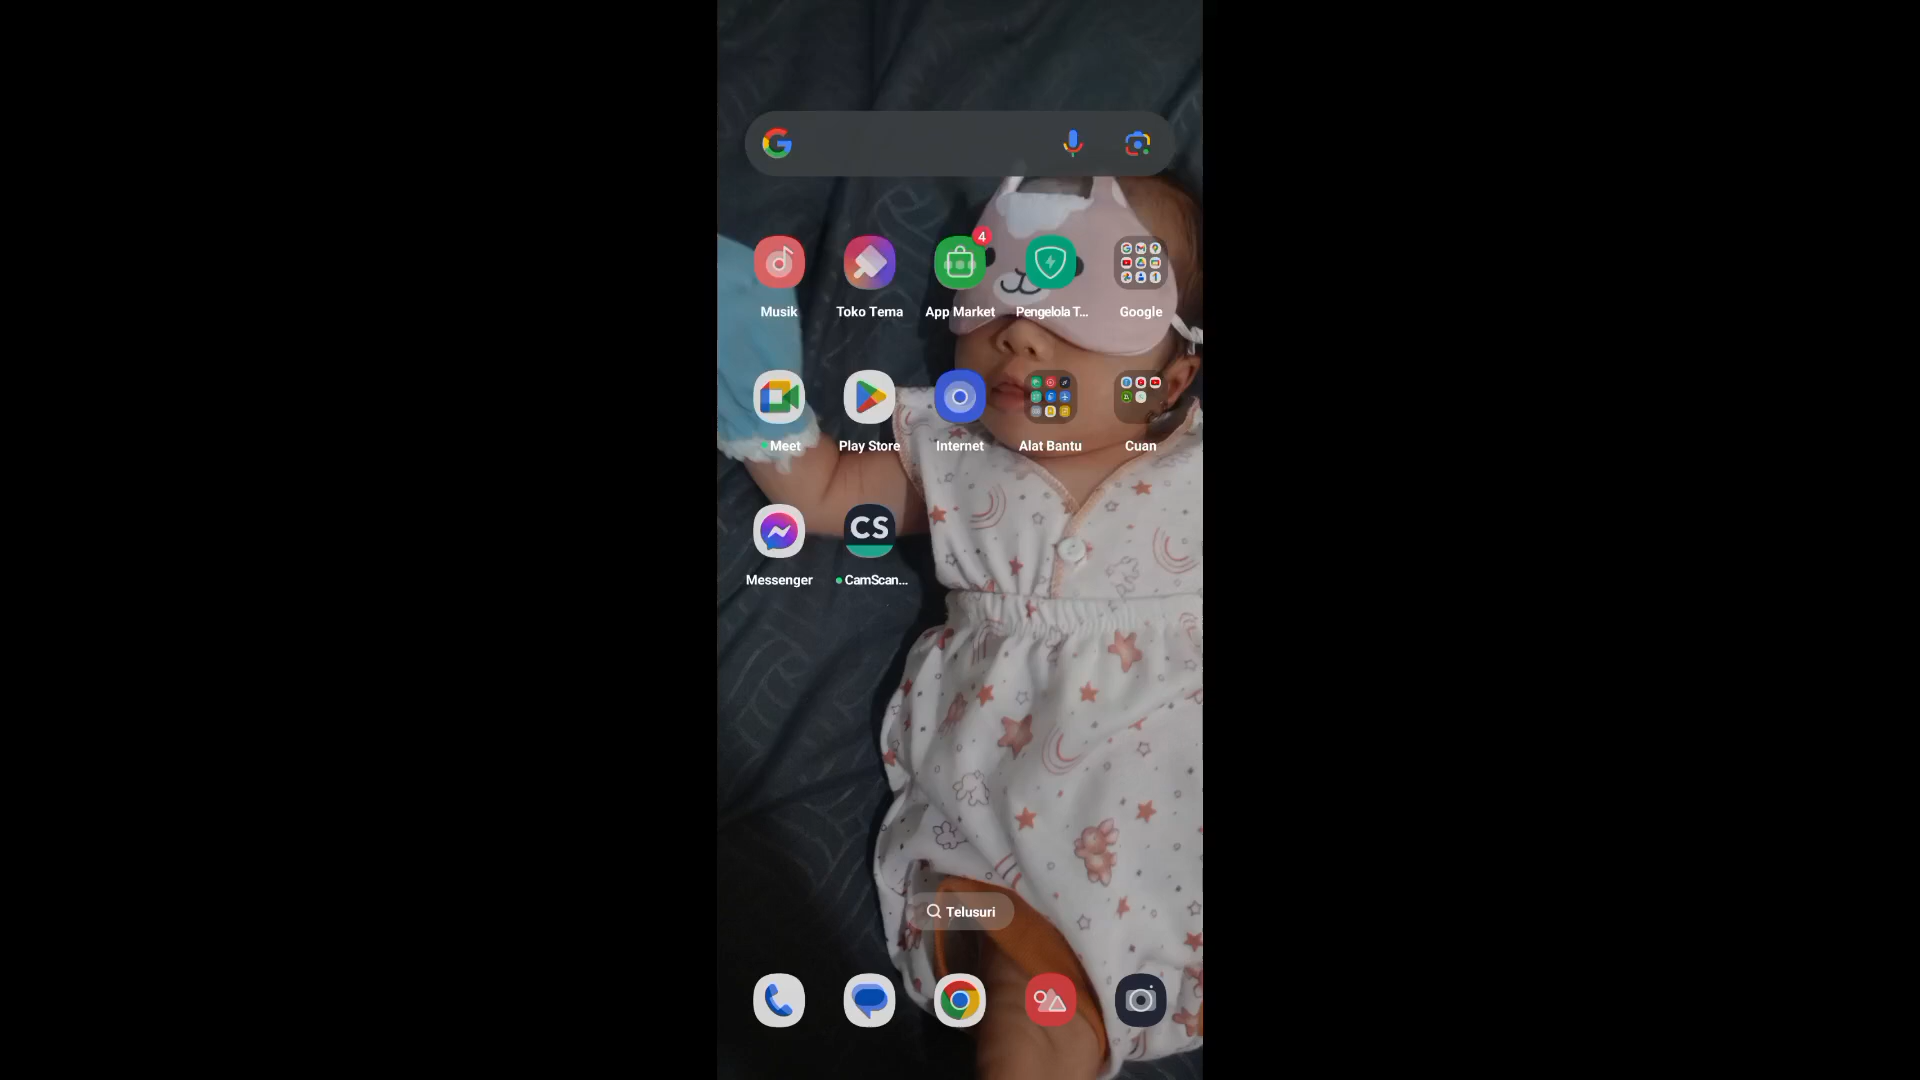 4
Musik
Toko Tema
App Market
Pengelola T...
Google
Meet
Play Store
Internet
Alat Bantu
Cuan
CS
Messenger
CamScan...
Telusuri